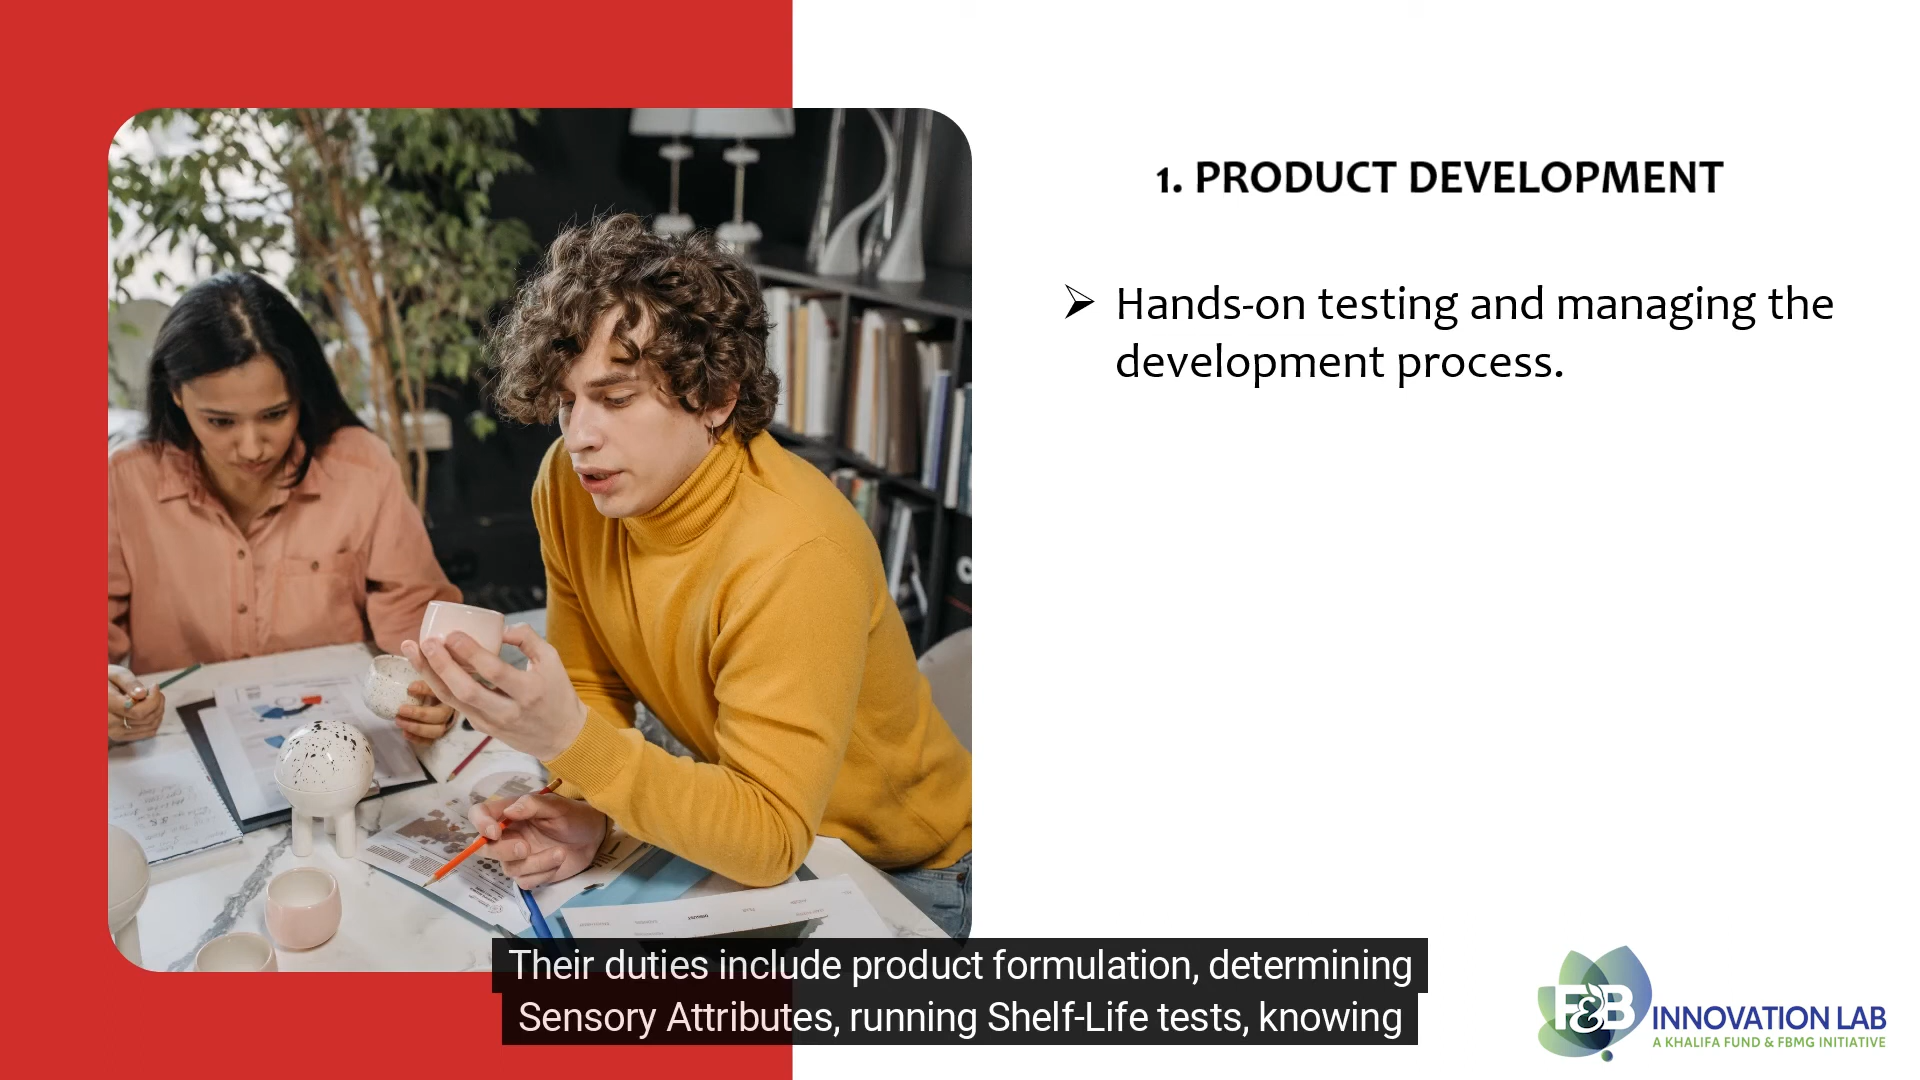 1. PRODUCT DEVELOPMENT
➢ Hands-on testing and managing the
development process.
Their duties include product formulation, determining
Sensory Attributes, running Shelf-Life tests, knowing
F&B INNOVATION LAB
A KHALIFA FUND & FBMG INITIATIVE